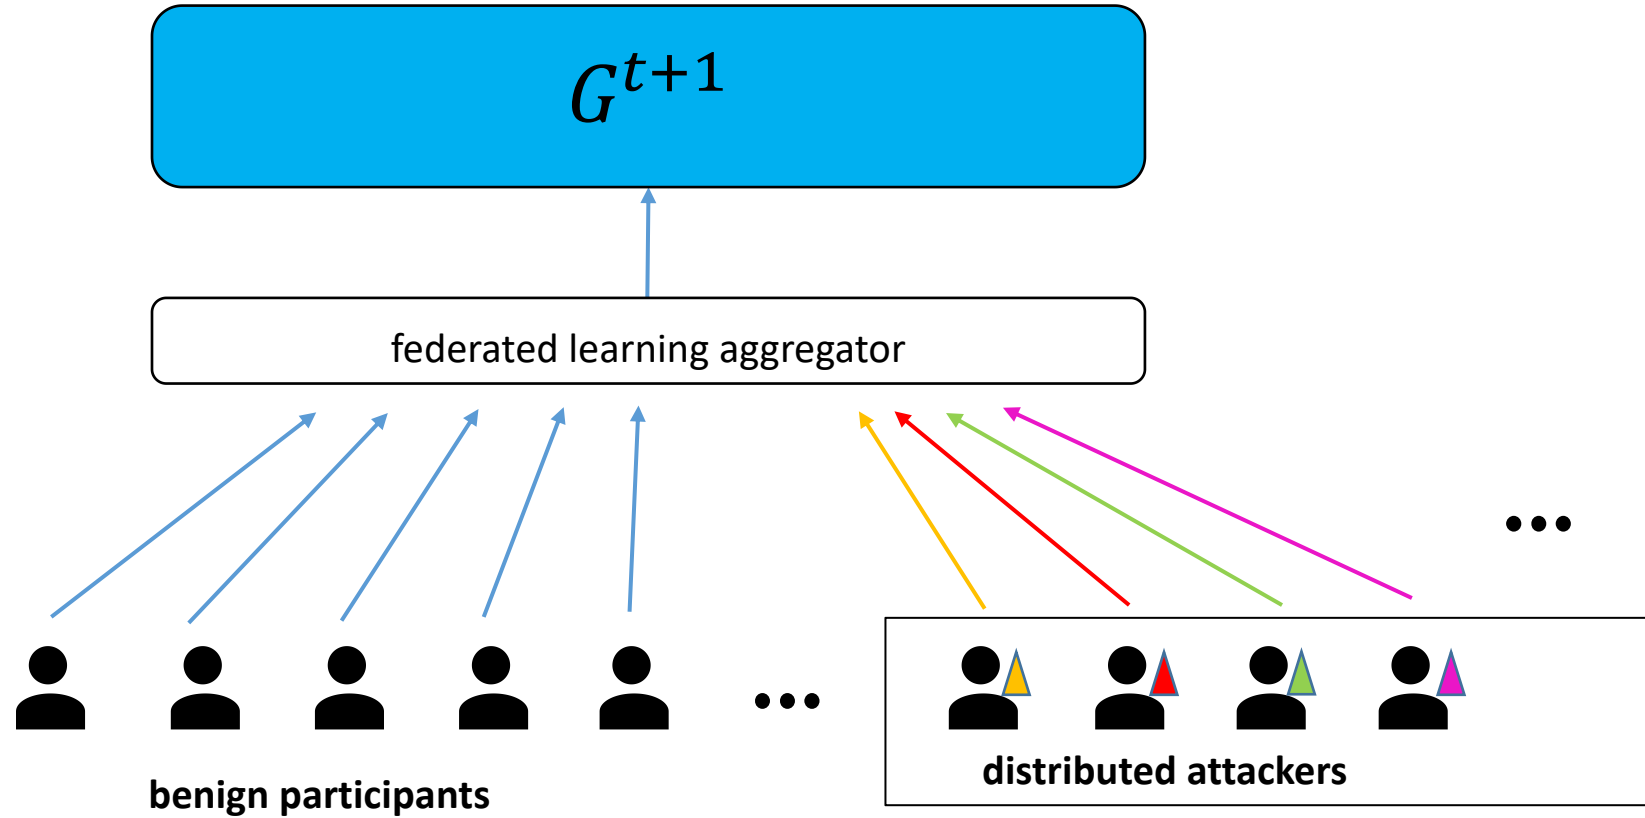 G^{t+1}
federated learning aggregator
...
...
distributed attackers
benign participants